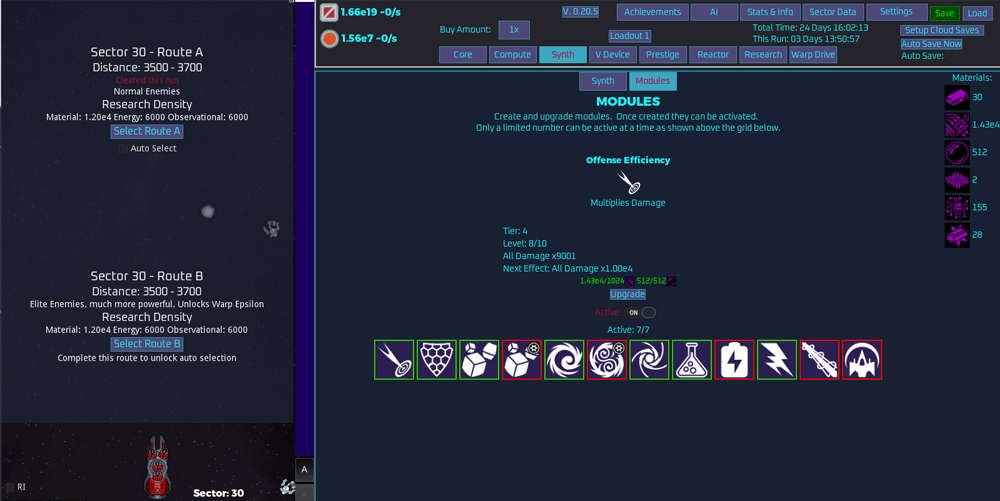 Sector 30 - Route A
Distance: 3500 - 3700
Cleared this run
Normal Enemies
Research Density
Material: 1.20e4 Energy: 6000 Observational: 6000
Select Route A
Auto Select
Sector 30 - Route B
Distance: 3500 - 3700
Elite Enemies, much more powerful. Unlocks Warp Epsilon
Research Density
Material: 1.20e4 Energy: 6000 Observational: 6000
Select Route B
Complete this route to unlock auto selection
RI
Sector: 30
A
1.66e19 ~0/s
1.56e7 ~0/s
Buy Amount: 1x
V. 0.20.5
Loadout 1
Achievements AI Stats & Info Sector Data Settings Save Load
Total Time: 24 Days 16:02:13
This Run: 03 Days 13:50:57
Setup Cloud Saves
Auto Save Now
Auto Save:
Core Compute Synth V Device Prestige Reactor Research Warp Drive
Synth Modules
MODULES
Create and upgrade modules. Once created they can be activated.
Only a limited number can be active at a time as shown above the grid below.
Offense Efficiency
Multiplies Damage
Tier: 4
Level: 8/10
All Damage x9001
Next Effect: All Damage x1.00e4
1.43e4/1024 512/512
Upgrade
Active ON
Active: 7/7
Materials:
30
1.43e4
512
2
155
28